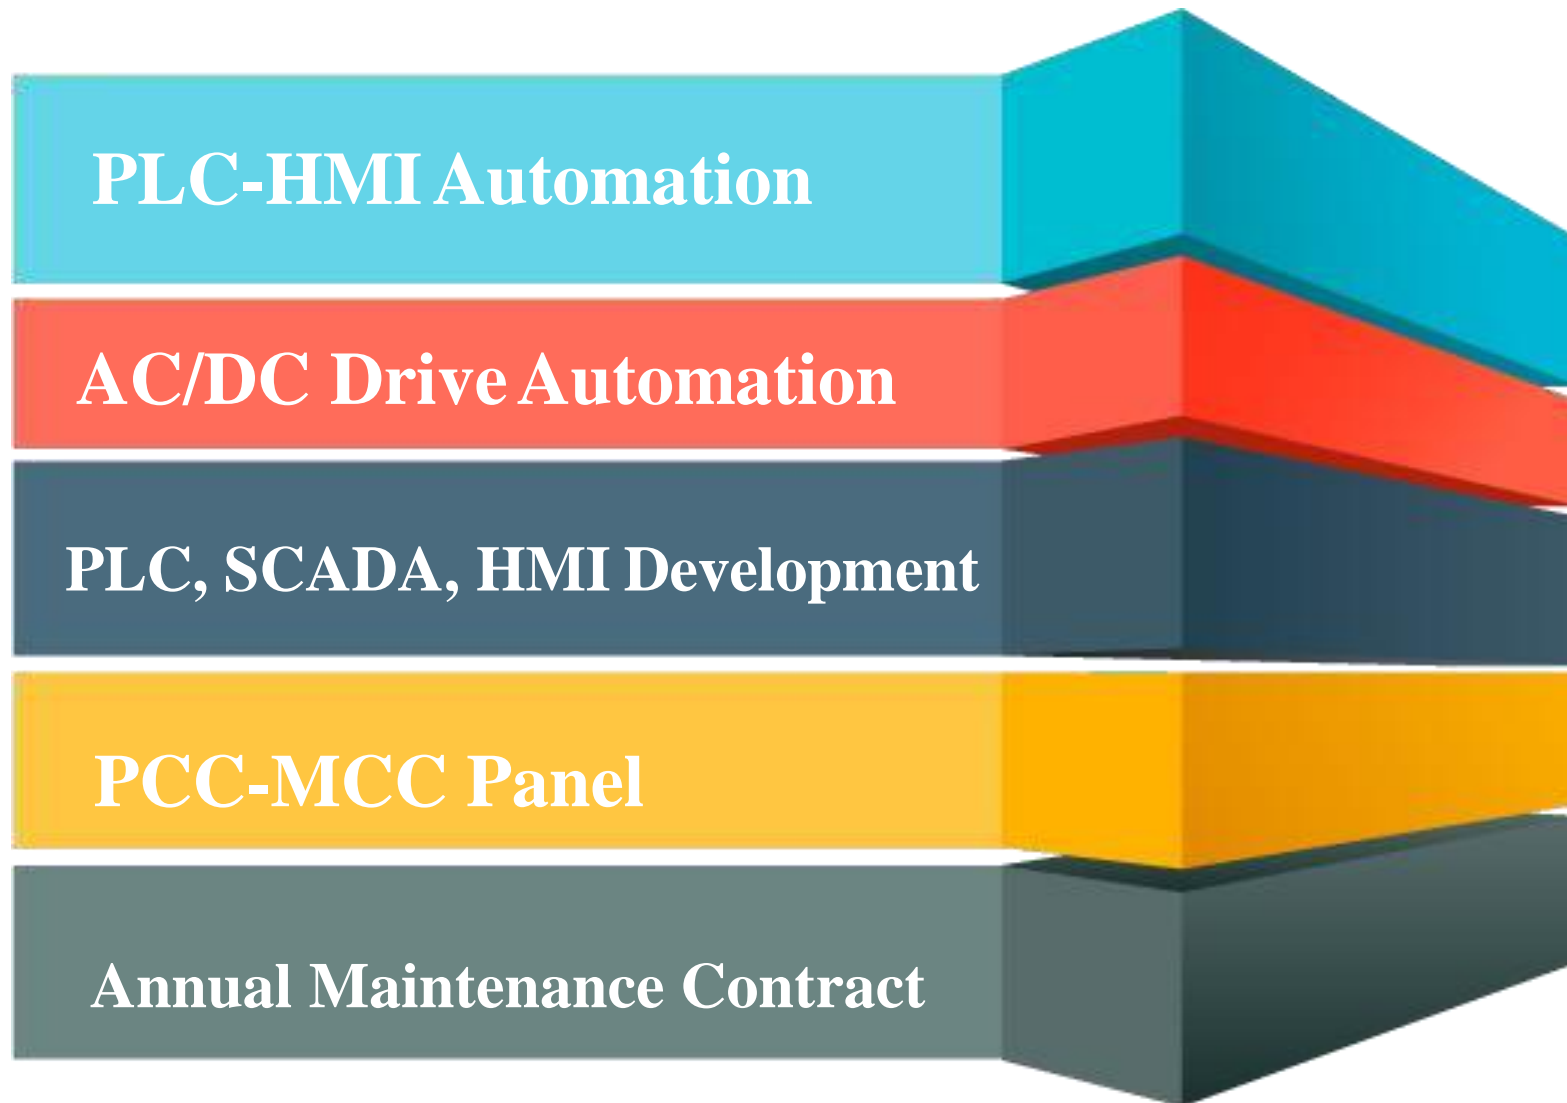 PLC-HMI Automation
AC/DC Drive Automation
PLC, SCADA, HMI Development
PCC-MCC Panel
Annual Maintenance Contract